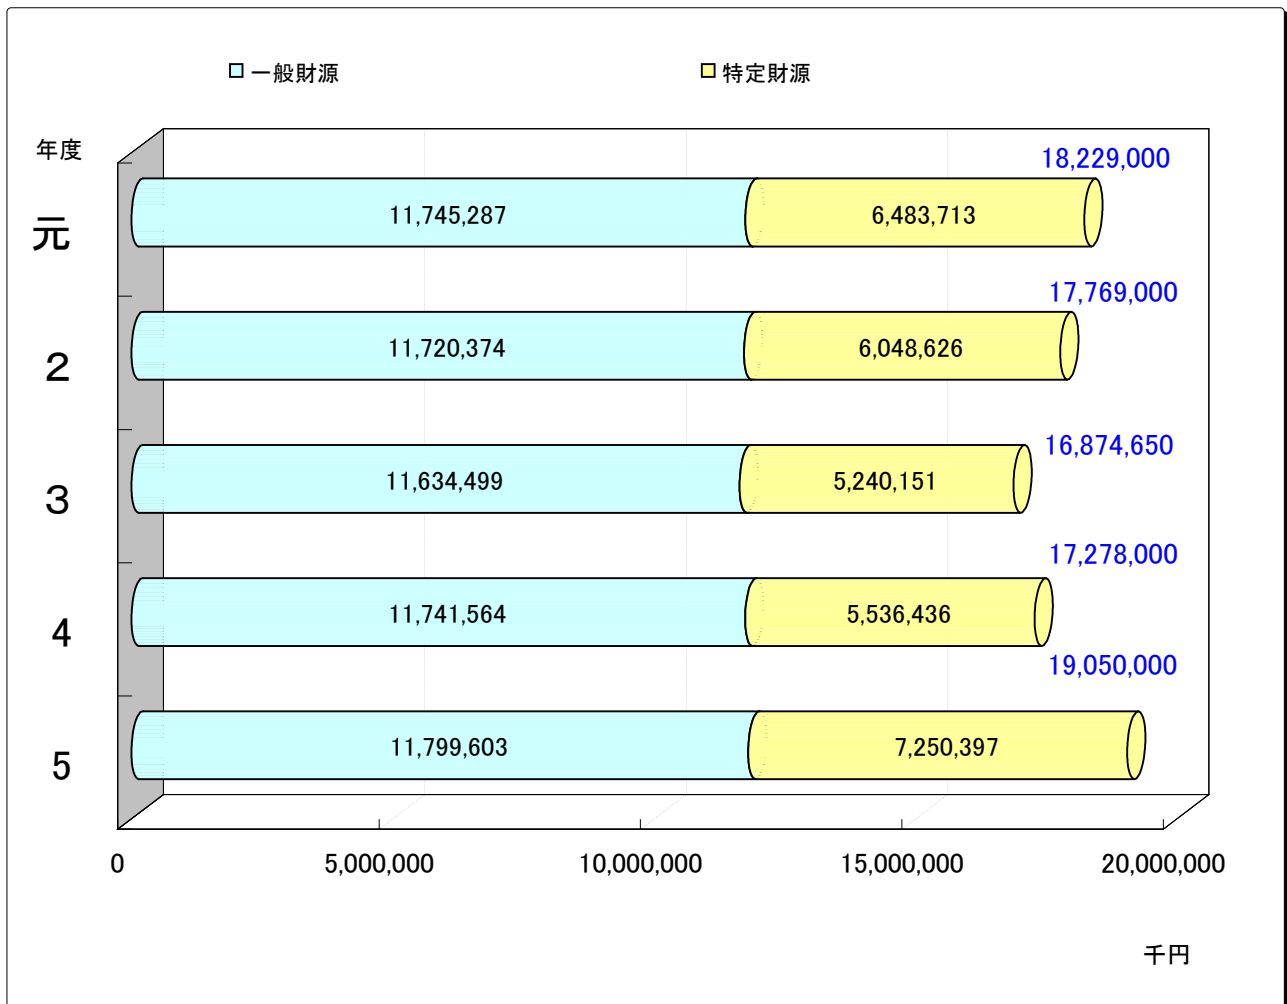 一般財源 特定財源
年度
18,229,000
元 11,745,287 6,483,713
17,769,000
２ 11,720,374 6,048,626
16,874,650
３ 11,634,499 5,240,151
17,278,000
４ 11,741,564 5,536,436
19,050,000
５ 11,799,603 7,250,397
0 5,000,000 10,000,000 15,000,000 20,000,000
千円